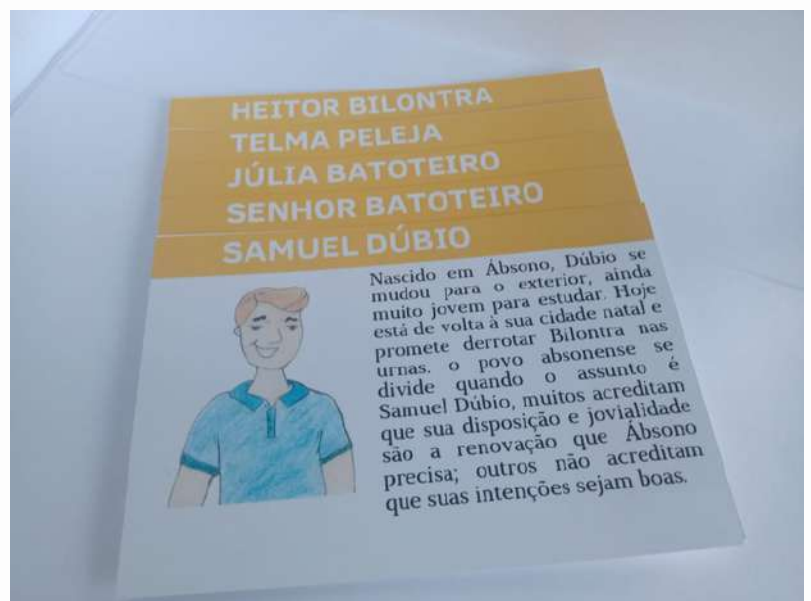 HEITOR BILONTRA
TELMA PELEJA
JÚLIA BATOTEIRO
SENHOR BATOTEIRO
SAMUEL DÚBIO
Nascido em Ábsono, Dúbio se
mudou para o exterior, ainda
muito jovem para estudar. Hoje
está de volta à sua cidade natal e
promete derrotar Bilontra nas
urnas. o povo absonense se
divide quando o assunto é
Samuel Dúbio, muitos acreditam
que sua disposição e jovialidade
são a renovação que Ábsono
precisa; outros não acreditam
que suas intenções sejam boas.